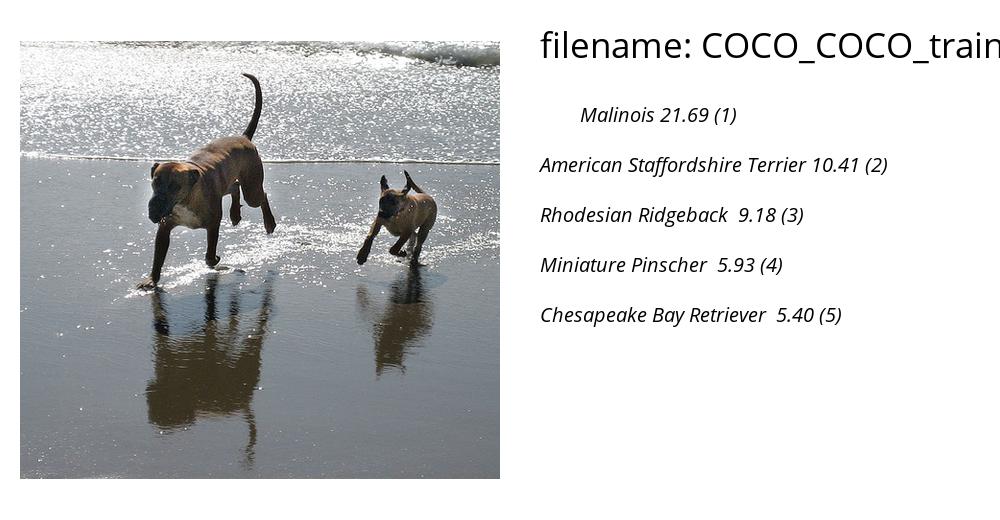 filename: COCO_COCO_train
Malinois 21.69 (1)
American Staffordshire Terrier 10.41 (2)
Rhodesian Ridgeback 9.18 (3)
Miniature Pinscher 5.93 (4)
Chesapeake Bay Retriever 5.40 (5)